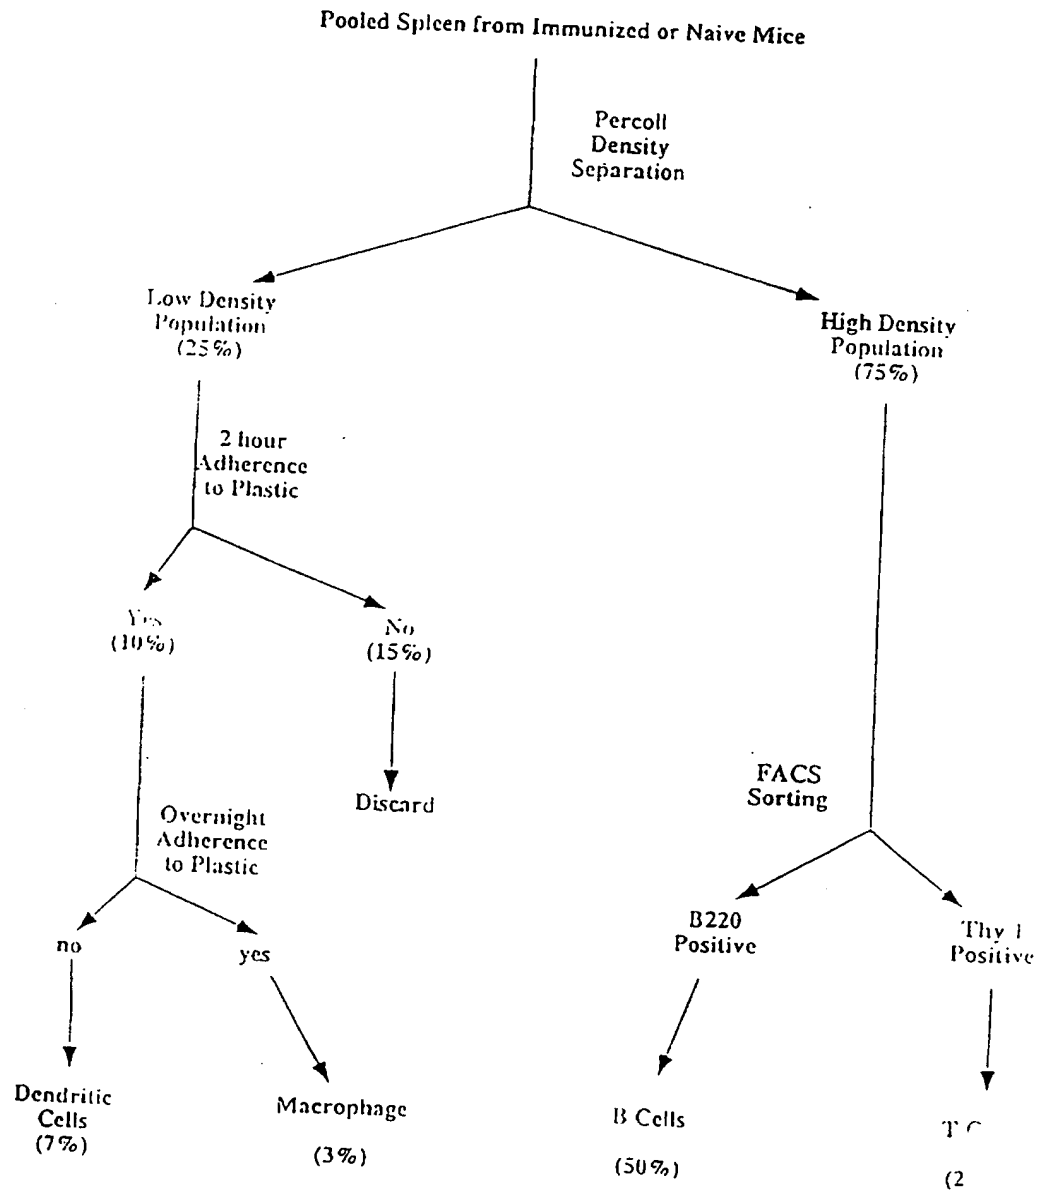 Pooled Spleen from Immunized or Naive Mice
Percoll
Density
Separation
Low Density
Population
(25%)
High Density
Population
(75%)
2 hour
Adherence
to Plastic
Yes
(10%)
No
(15%)
Discard
FACS
Sorting
Overnight
Adherence
to Plastic
no
yes
B220
Positive
Thy 1
Positive
Dendritic
Cells
(7%)
Macrophage
(3%)
B Cells
(50%)
T C
(2